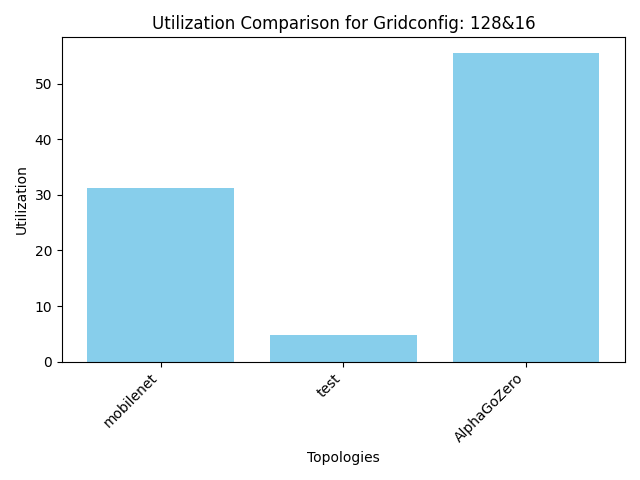 Utilization Comparison for Gridconfig: 128&16
Utilization
50
40
30
20
10
0
mobilenet
test
AlphaGoZero
Topologies